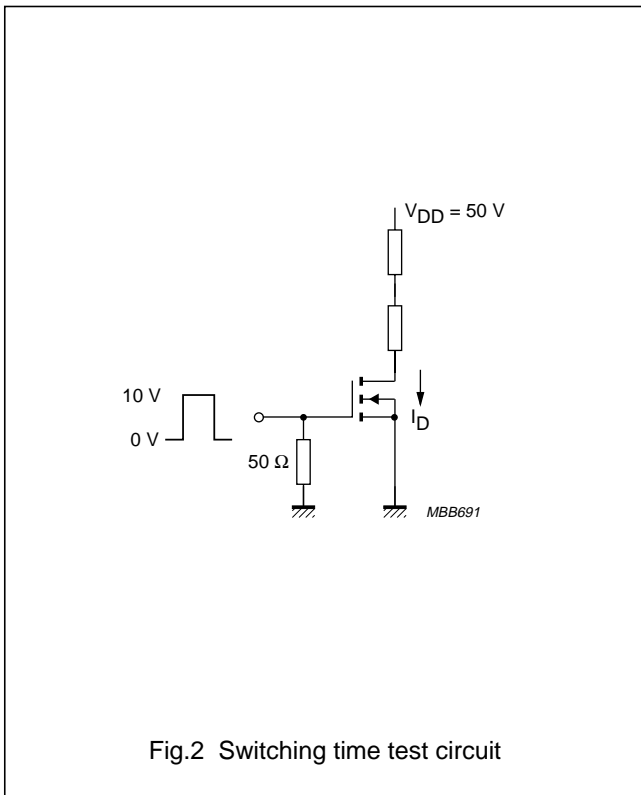 V_DD = 50 V
10 V
0 V
I_D
50 Ω
MBB691
Fig.2 Switching time test circuit